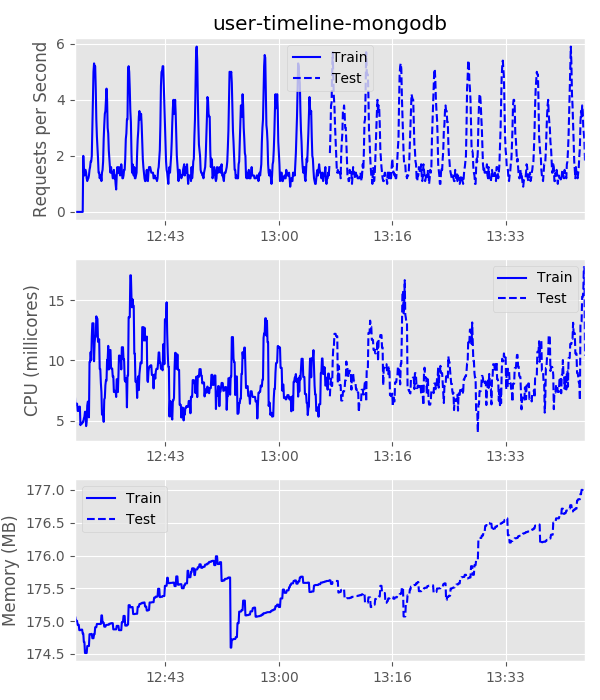 user-timeline-mongodb
Requests per Second
6
4
2
0
Train
Test
12:43
13:00
13:16
13:33
CPU (millicores)
15
10
5
Train
Test
12:43
13:00
13:16
13:33
Memory (MB)
177.0
176.5
176.0
175.5
175.0
174.5
Train
Test
12:43
13:00
13:16
13:33